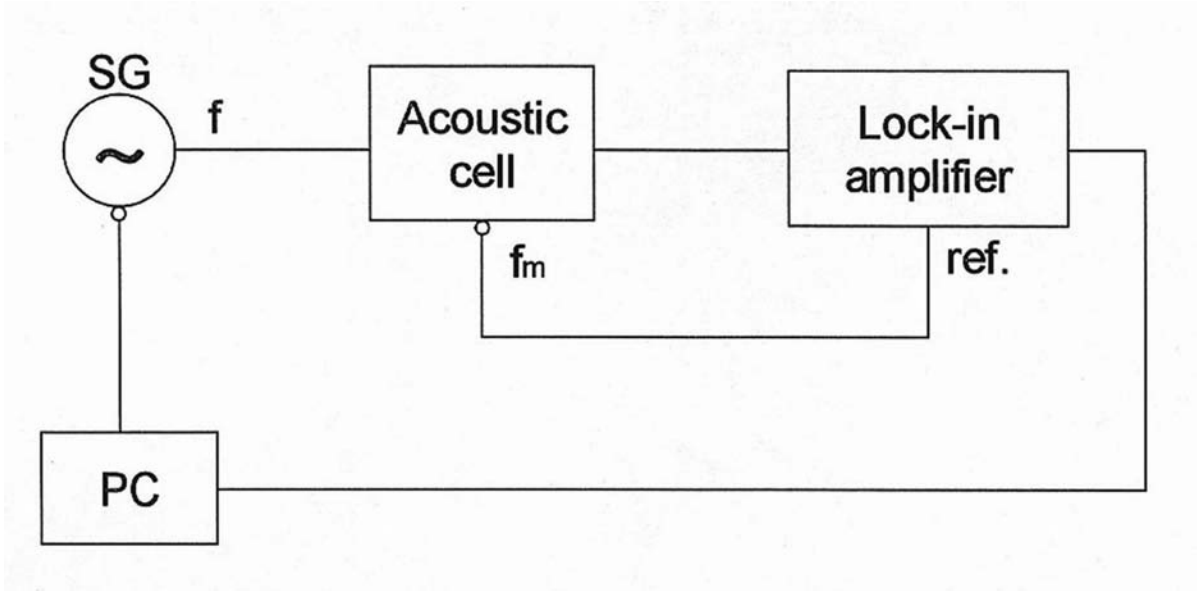 SG
~
f
Acoustic
cell
fm
Lock-in
amplifier
ref.
PC